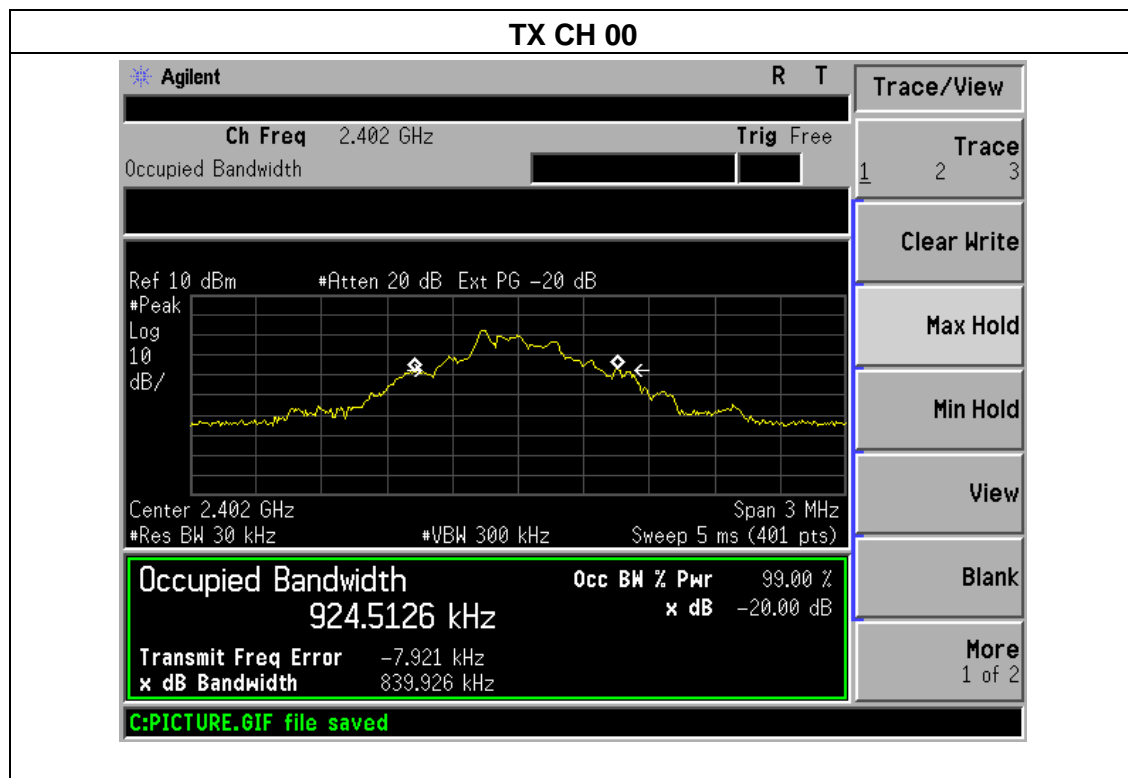 TX CH 00
Agilent R T
Ch Freq 2.402 GHz Trig Free
Occupied Bandwidth
Ref 10 dBm #Atten 20 dB Ext PG -20 dB
#Peak
Log
10
dB/
Center 2.402 GHz Span 3 MHz
#Res BW 30 kHz #VBW 300 kHz Sweep 5 ms (401 pts)
Occupied Bandwidth
924.5126 kHz
Occ BW % Pwr 99.00 %
x dB -20.00 dB
Transmit Freq Error -7.921 kHz
x dB Bandwidth 839.926 kHz
C:PICTURE.GIF file saved
Trace/View
Trace
1 2 3
Clear Write
Max Hold
Min Hold
View
Blank
More
1 of 2